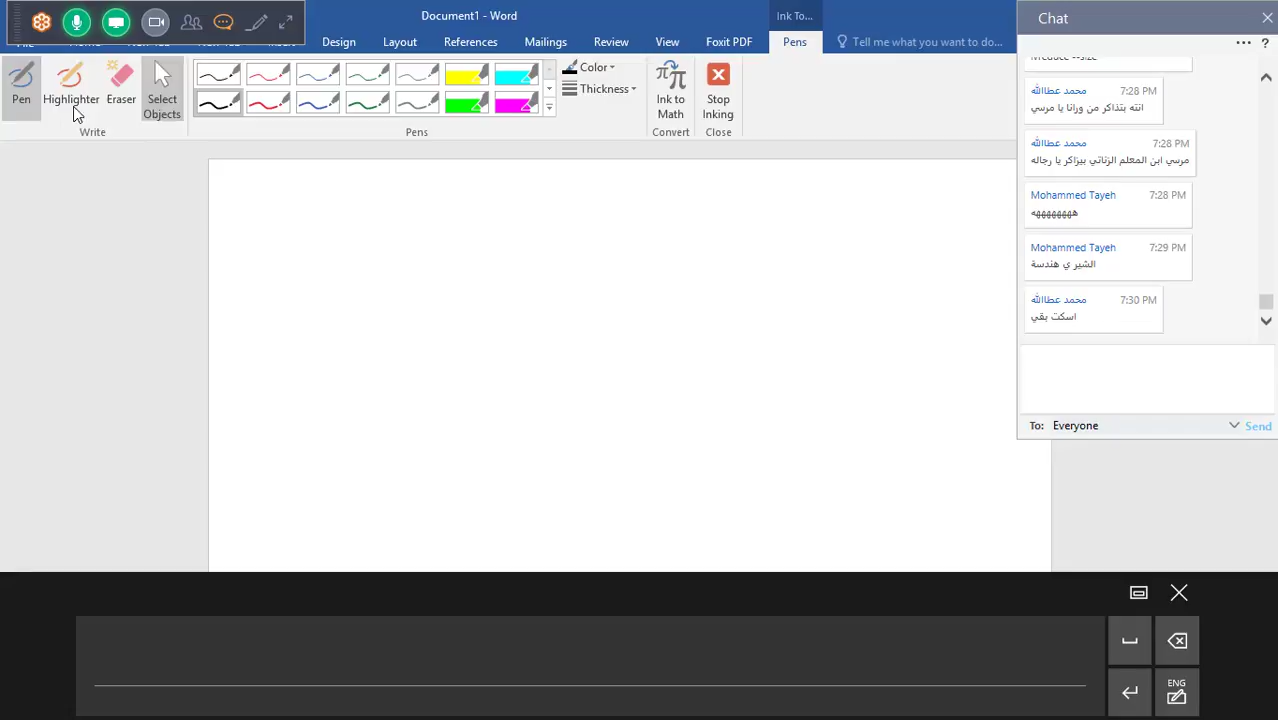 Document1 - Word
Ink To...
Design
Layout
References
Mailings
Review
View
Foxit PDF
Pens
Tell me what you want to do...
Pen
Highlighter
Eraser
Select
Objects
Color
Thickness
Ink to
Math
Stop
Inking
Write
Pens
Convert
Close
Chat
محمد عطاالله 7:28 PM
انته بتذاكر من ورانا يا مرسي
محمد عطاالله 7:28 PM
مرسي ابن المعلم الزناتي بيزاكر يا رجاله
Mohammed Tayeh 7:28 PM
ههههههههه
Mohammed Tayeh 7:29 PM
الشير ي هندسة
محمد عطاالله 7:30 PM
اسكت بقي
To: Everyone
Send
ENG